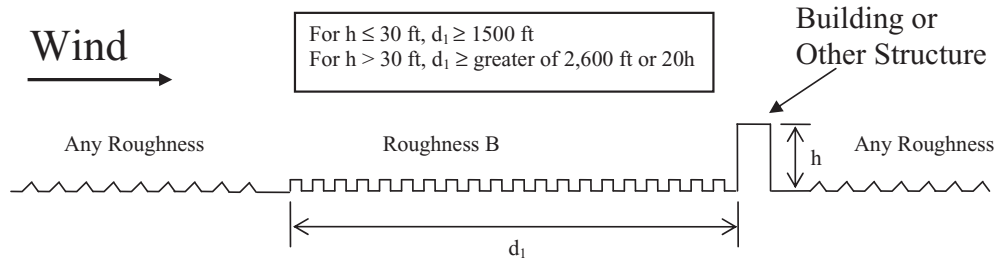 Wind
For h ≤ 30 ft, d₁ ≥ 1500 ft
For h > 30 ft, d₁ ≥ greater of 2,600 ft or 20h
Building or
Other Structure
Any Roughness
Roughness B
h
Any Roughness
d₁